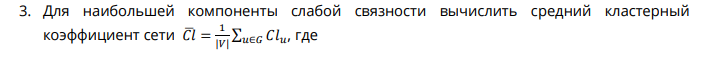 3. Для наибольшей компоненты слабой связности вычислить средний кластерный
коэффициент сети C̅l = 1/|V| ∑u∈G Clu, где